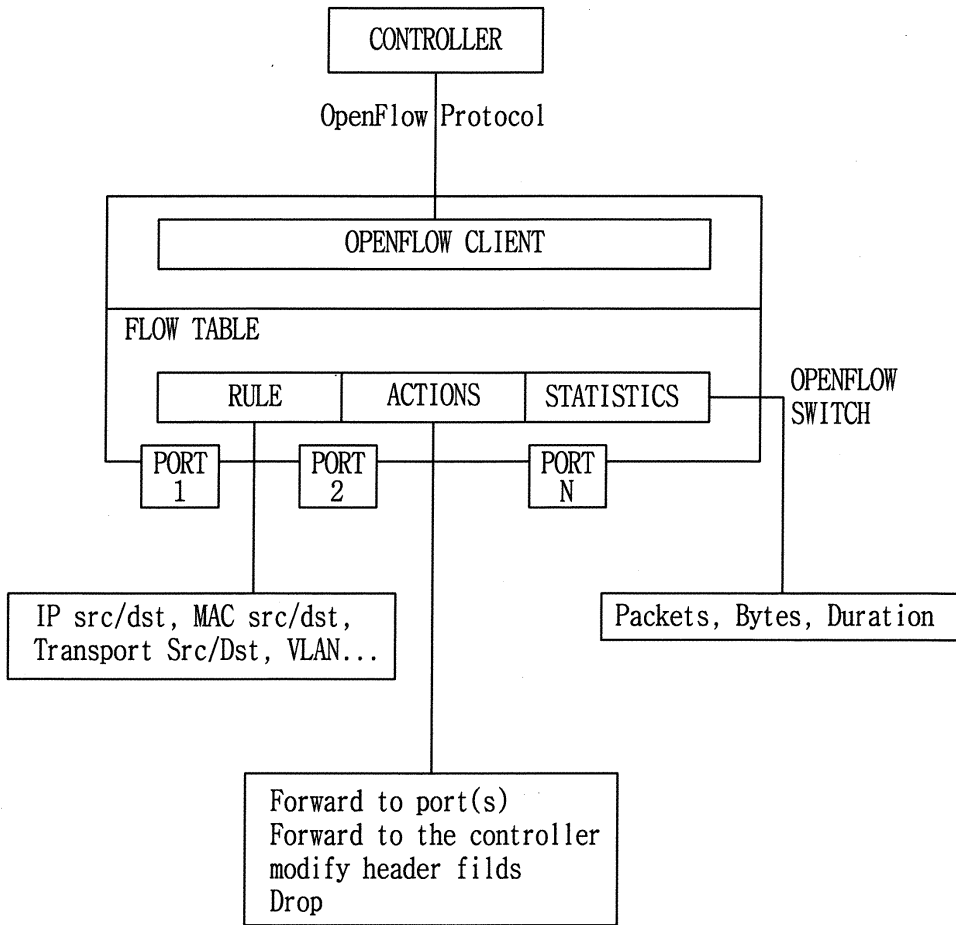 CONTROLLER
OpenFlow Protocol
OPENFLOW CLIENT
FLOW TABLE
RULE
ACTIONS
STATISTICS
OPENFLOW
SWITCH
PORT
1
PORT
2
PORT
N
IP src/dst, MAC src/dst,
Transport Src/Dst, VLAN...
Packets, Bytes, Duration
Forward to port(s)
Forward to the controller
modify header filds
Drop